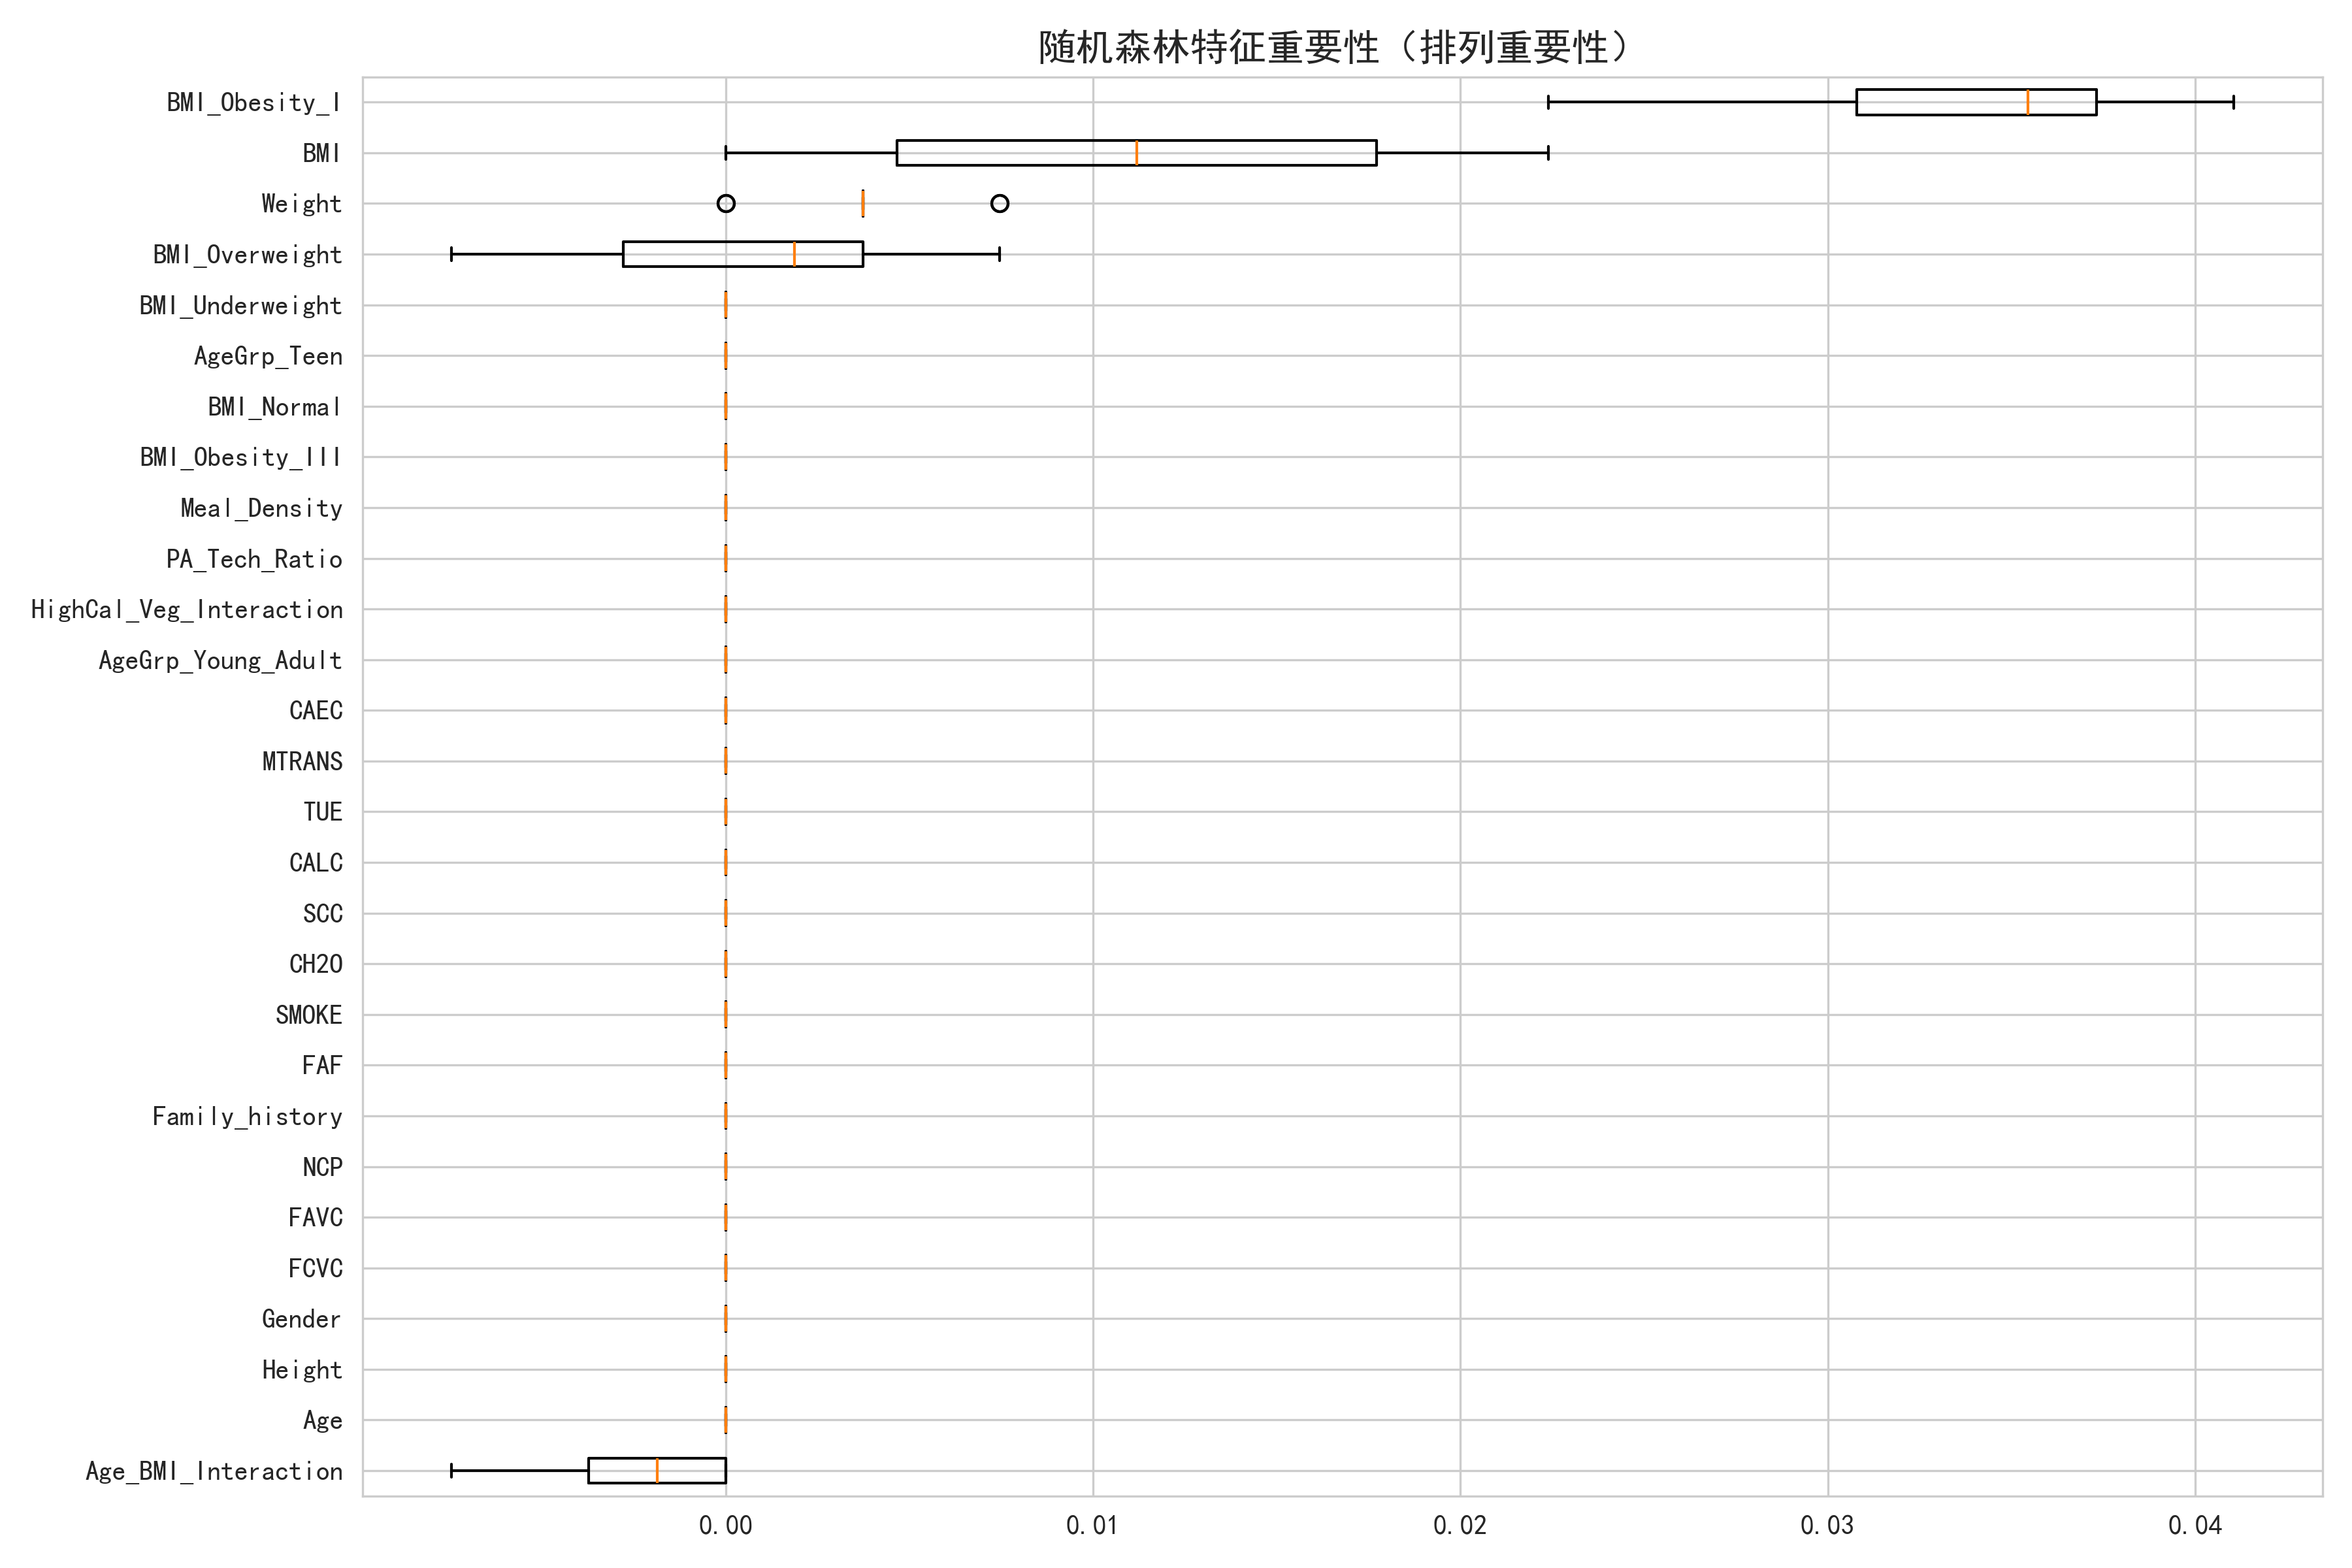 随机森林特征重要性（排列重要性）
BMI_Obesity_I
BMI
Weight
BMI_Overweight
BMI_Underweight
AgeGrp_Teen
BMI_Normal
BMI_Obesity_III
Meal_Density
PA_Tech_Ratio
HighCal_Veg_Interaction
AgeGrp_Young_Adult
CAEC
MTRANS
TUE
CALC
SCC
CH2O
SMOKE
FAF
Family_history
NCP
FAVC
FCVC
Gender
Height
Age
Age_BMI_Interaction
0.00 0.01 0.02 0.03 0.04